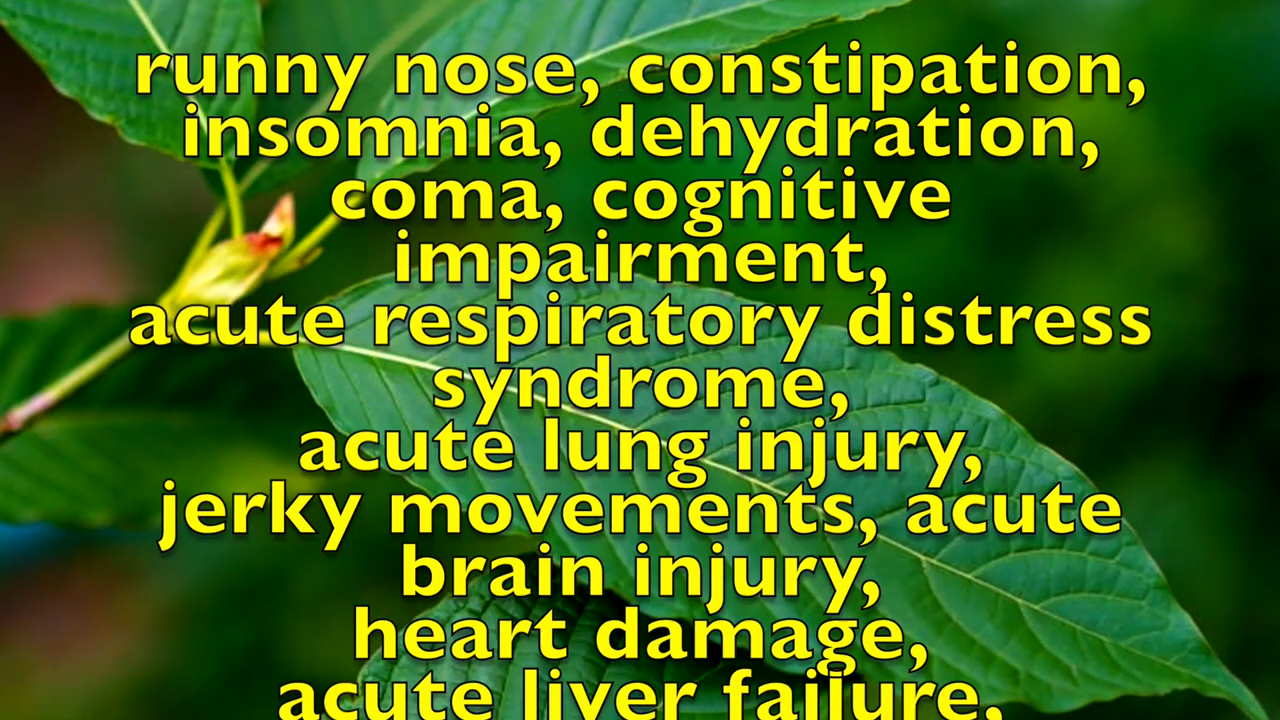 runny nose, constipation,
insomnia, dehydration,
coma, cognitive
impairment,
acute respiratory distress
syndrome,
acute lung injury,
jerky movements, acute
brain injury,
heart damage,
acute liver failure,